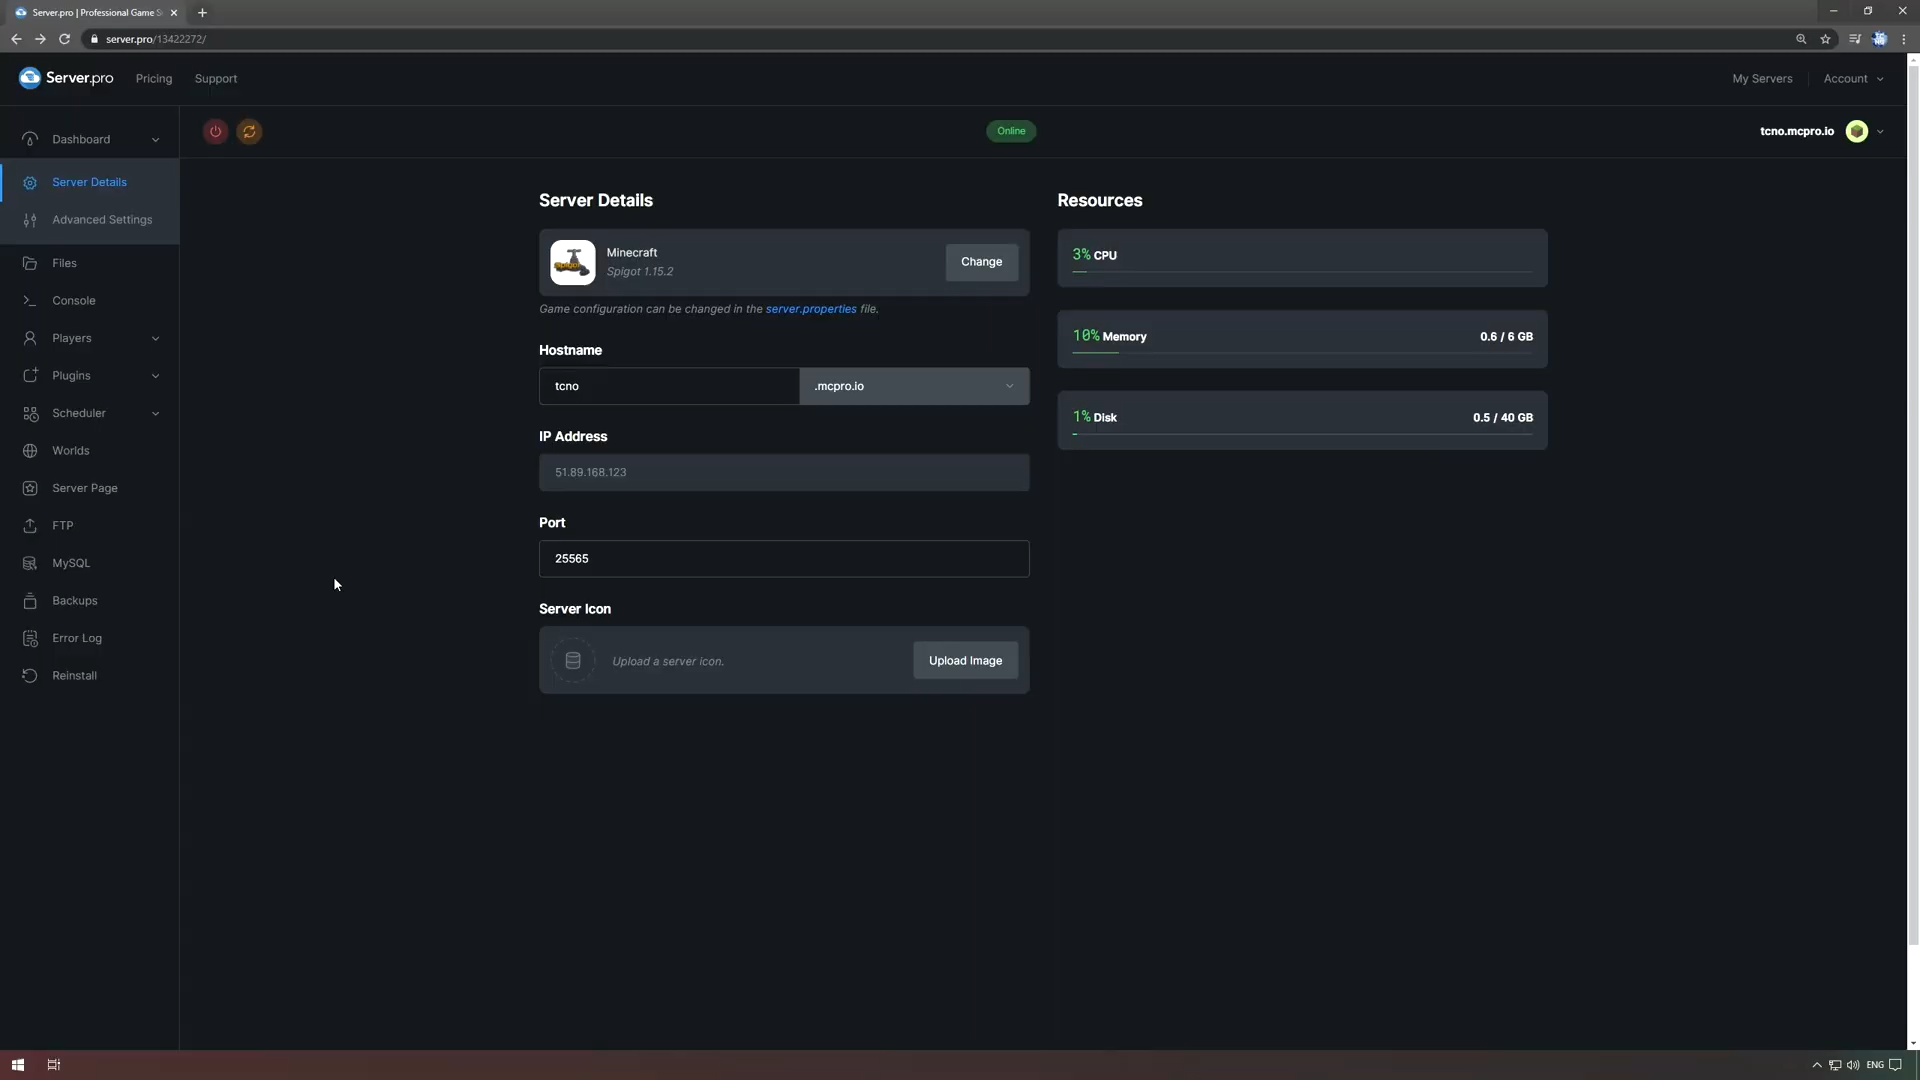 Server.pro | Professional Game S
server.pro/13422272/
Server.pro
Pricing
Support
My Servers
Account
Online
tcno.mcpro.io
Dashboard
Server Details
Advanced Settings
Files
Console
Players
Plugins
Scheduler
Worlds
Server Page
FTP
MySQL
Backups
Error Log
Reinstall
Server Details
Spigot
Minecraft
Spigot 1.15.2
Change
Game configuration can be changed in the server.properties file.
Hostname
tcno
.mcpro.io
IP Address
51.89.168.123
Port
25565
Server Icon
Upload a server icon.
Upload Image
Resources
3% CPU
10% Memory
0.6 / 6 GB
1% Disk
0.5 / 40 GB
ENG